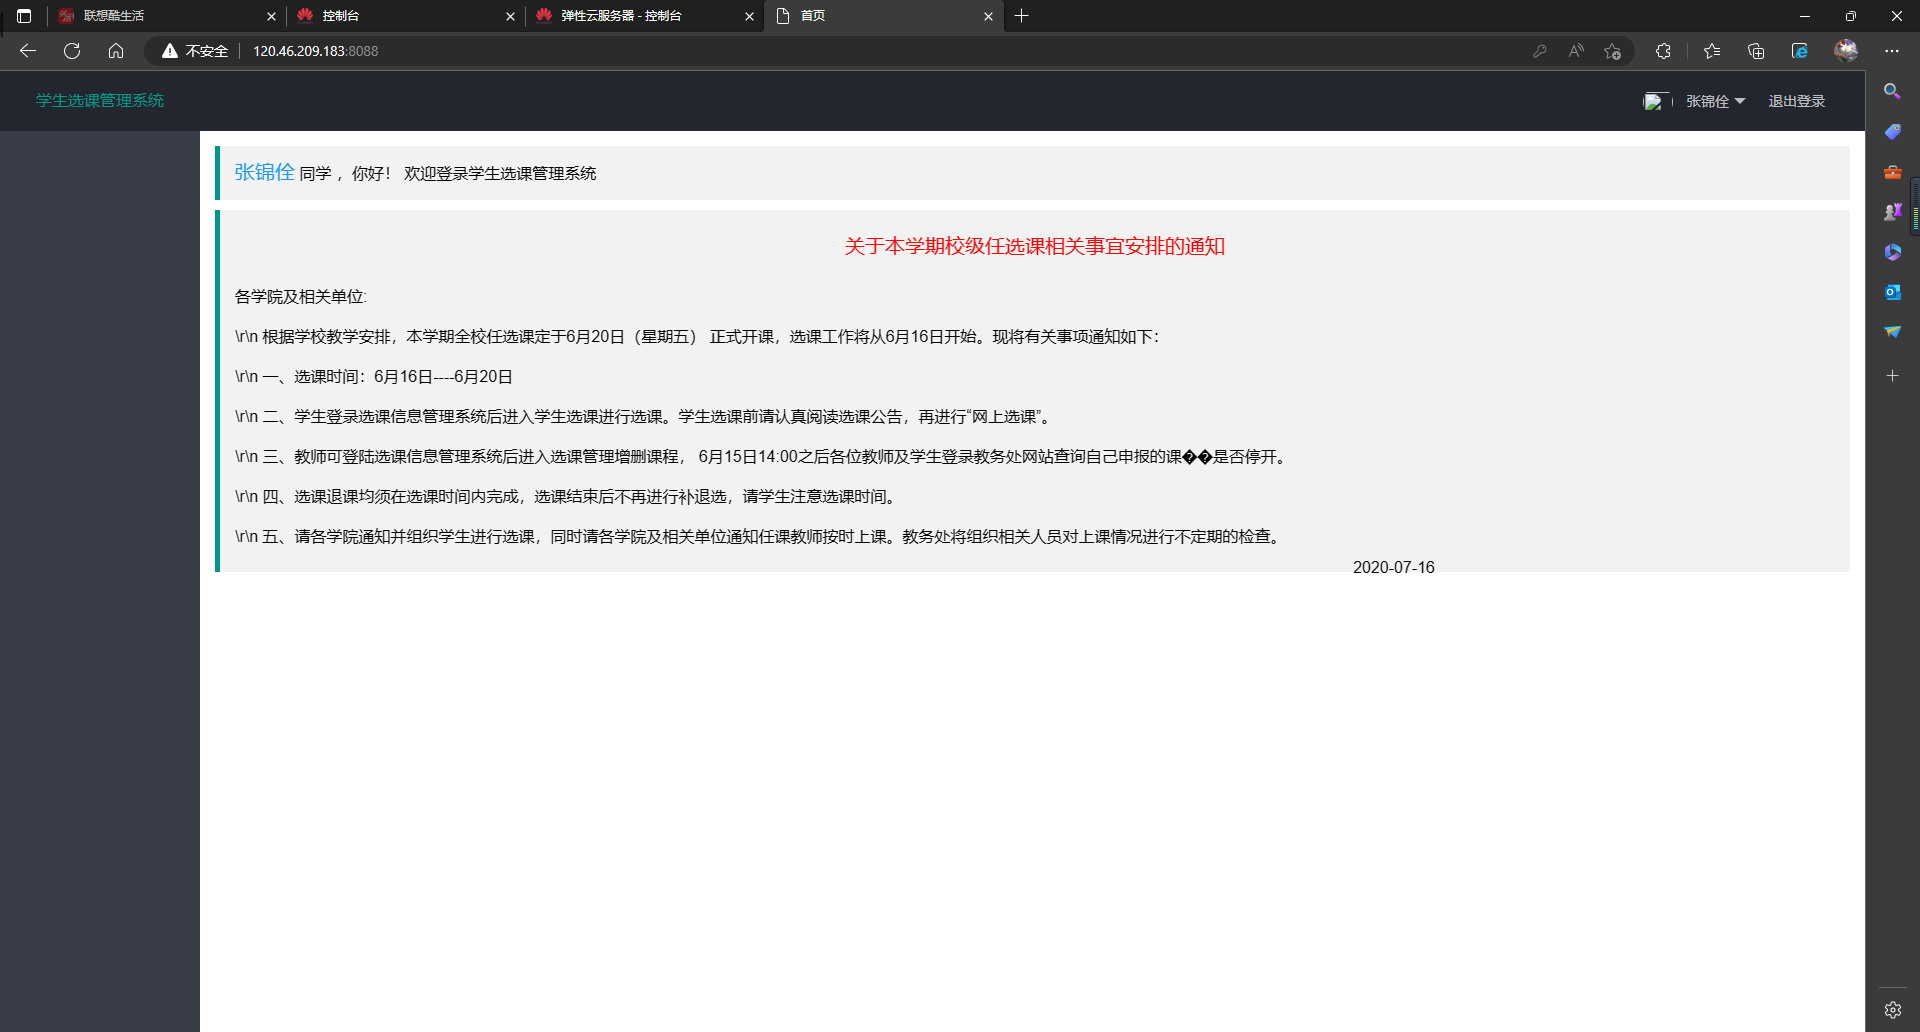 联想酷生活
控制台
弹性云服务器 - 控制台
首页
不安全
120.46.209.183:8088
学生选课管理系统
张锦佺
退出登录
张锦佺 同学 ，你好！ 欢迎登录学生选课管理系统
关于本学期校级任选课相关事宜安排的通知
各学院及相关单位:
\r\n 根据学校教学安排，本学期全校任选课定于6月20日（星期五） 正式开课，选课工作将从6月16日开始。现将有关事项通知如下：
\r\n 一、选课时间：6月16日----6月20日
\r\n 二、学生登录选课信息管理系统后进入学生选课进行选课。学生选课前请认真阅读选课公告，再进行“网上选课”。
\r\n 三、教师可登陆选课信息管理系统后进入选课管理增删课程， 6月15日14:00之后各位教师及学生登录教务处网站查询自己申报的课��是否停开。
\r\n 四、选课退课均须在选课时间内完成，选课结束后不再进行补退选，请学生注意选课时间。
\r\n 五、请各学院通知并组织学生进行选课，同时请各学院及相关单位通知任课教师按时上课。教务处将组织相关人员对上课情况进行不定期的检查。
2020-07-16